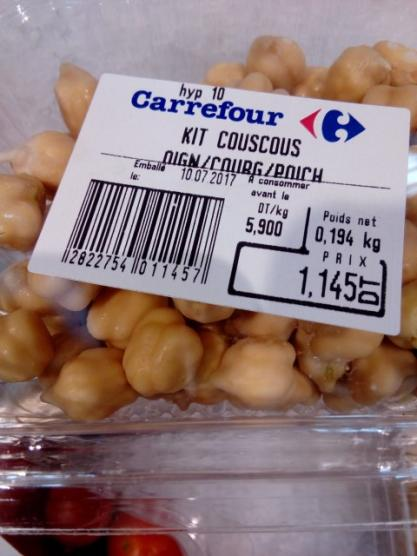 hyp 10
Carrefour
KIT COUSCOUS
OIGN/COURG/POICH
Emballé le: 10.07.2017
A consommer avant le
DT/kg
5,900
Poids net
0,194 kg
PRIX
1,145 DT
2822754 011457